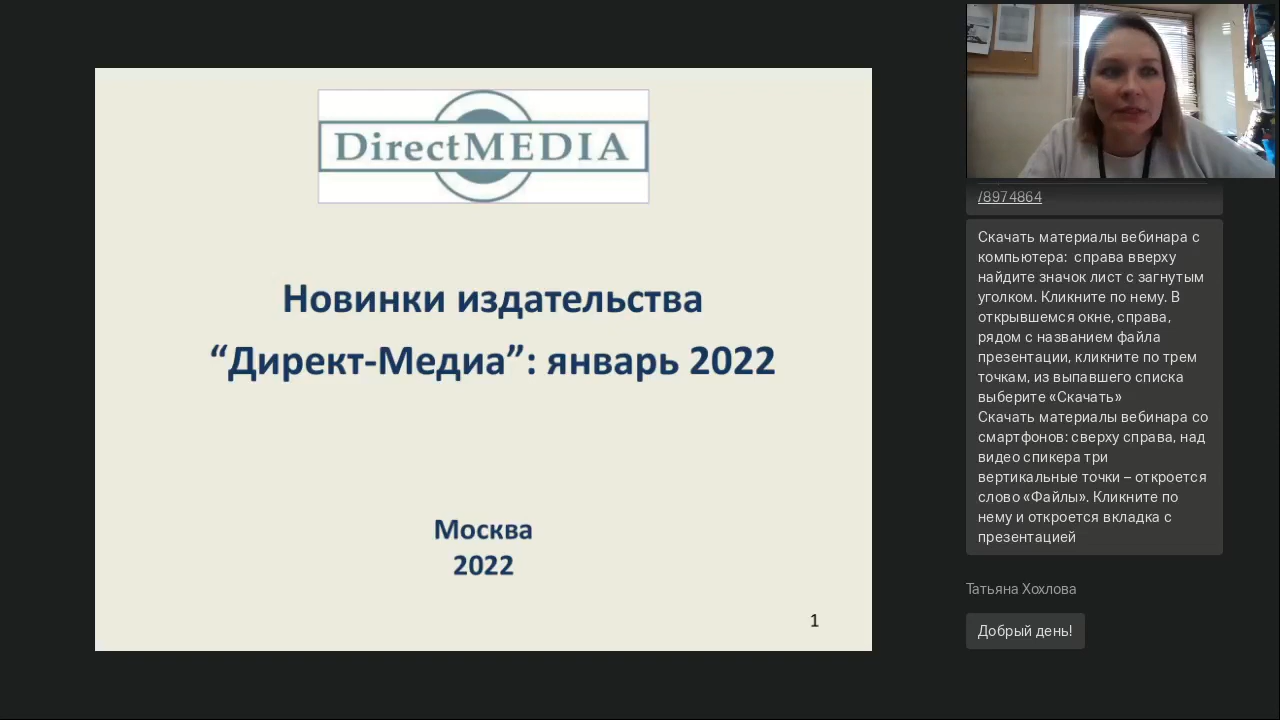 DirectMEDIA
Новинки издательства
“Директ-Медиа”: январь 2022
Москва
2022
1
/8974864
Скачать материалы вебинара с
компьютера:  справа вверху
найдите значок лист с загнутым
уголком. Кликните по нему. В
открывшемся окне, справа,
рядом с названием файла
презентации, кликните по трем
точкам, из выпавшего списка
выберите «Скачать»
Скачать материалы вебинара со
смартфонов: сверху справа, над
видео спикера три
вертикальные точки – откроется
слово «Файлы». Кликните по
нему и откроется вкладка с
презентацией
Татьяна Хохлова
Добрый день!